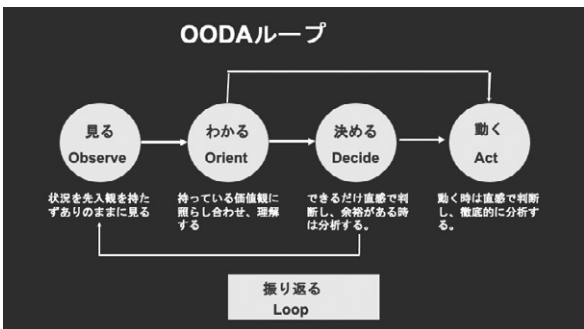 OODAループ
見る
Observe
わかる
Orient
決める
Decide
動く
Act
状況を先入観を持た
ずありのままに見る
持っている価値観に
照らし合わせ、理解
する
できるだけ直感で判
断し、余裕がある時
は分析する。
動く時は直感で判断
し、徹底的に分析す
る。
振り返る
Loop